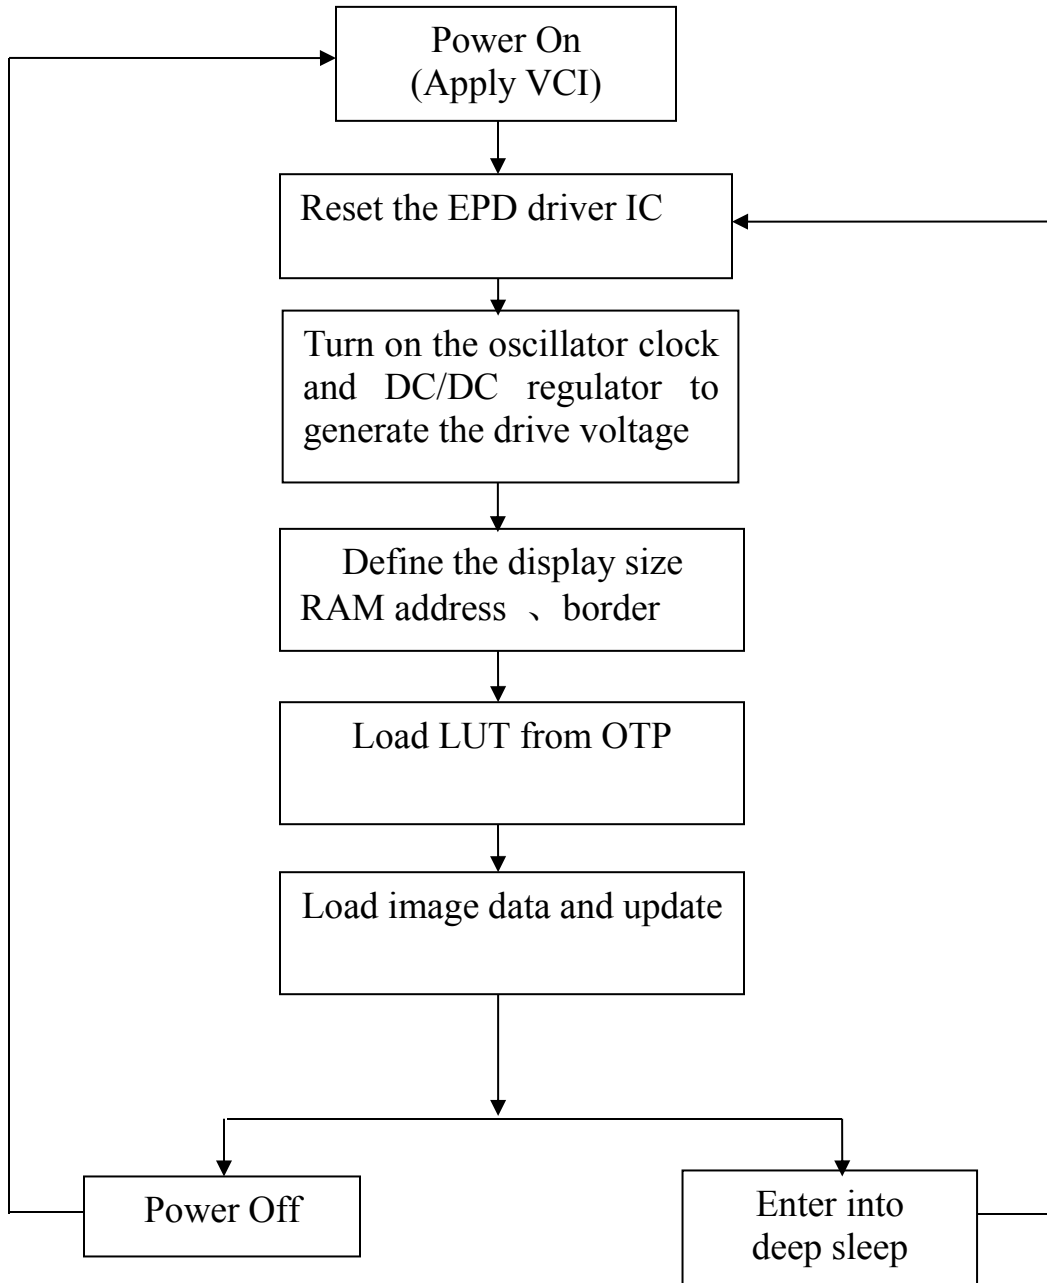 Power On
(Apply VCI)
Reset the EPD driver IC
Turn on the oscillator clock
and DC/DC regulator to
generate the drive voltage
Define the display size
RAM address 、border
Load LUT from OTP
Load image data and update
Power Off
Enter into
deep sleep